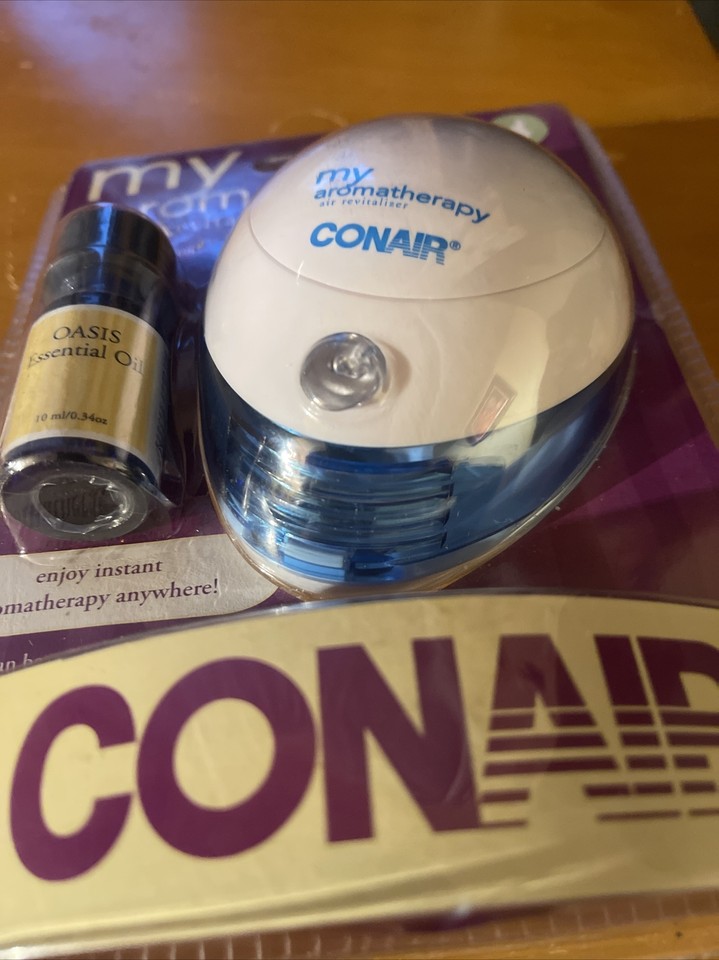 my
my
aromatherapy
air revitaliser
CONAIR®
OASIS
Essential Oil
10 ml/0.34oz
enjoy instant
omatherapy anywhere!
CONAIR